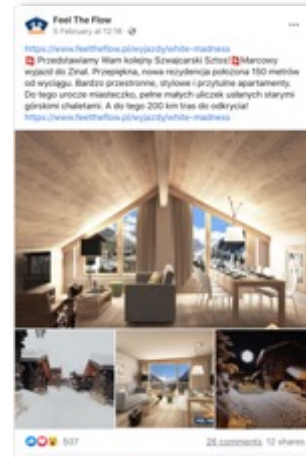 Feel The Flow
6 February at 12:18
https://www.feeltheflow.pl/wyjazdy/white-madness
Przedstawiamy Wam kolejny Szwajcarski Sztos! Marcowy
wyjazd do Zinal. Przepiękna, nowa rezydencja położona 150 metrów
od wyciągu. Bardzo przestronne, stylowe i przytulne apartamenty.
Do tego urocze miasteczko, pełne małych uliczek usłanych starymi
górskimi chaletami. A do tego 200 km tras do odkrycia!
https://www.feeltheflow.pl/wyjazdy/white-madness
507
28 comments 12 shares